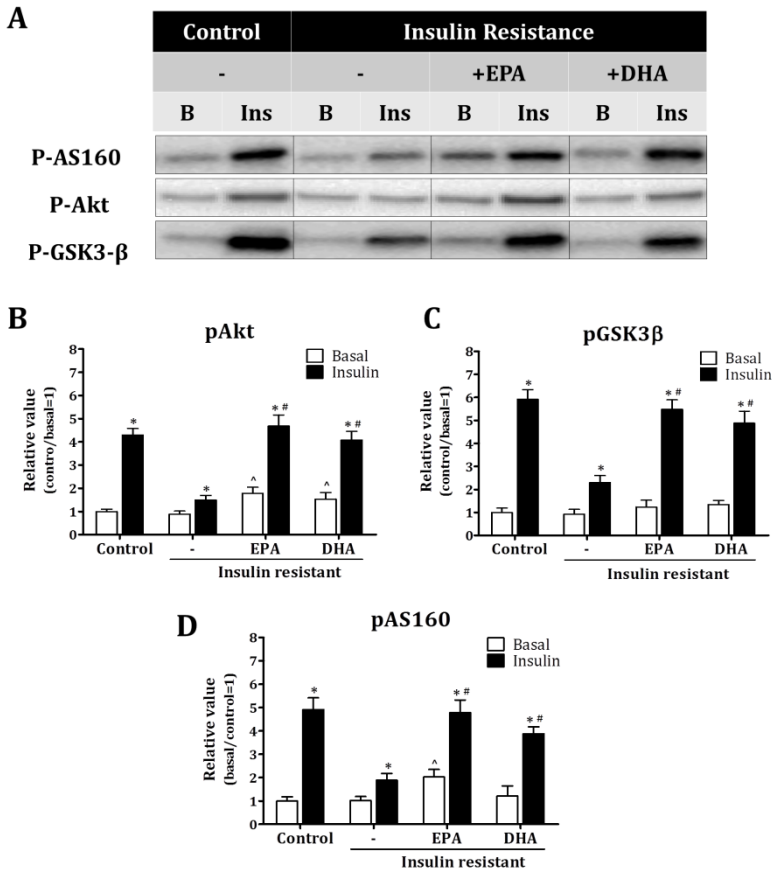 A
Control Insulin Resistance
- - +EPA +DHA
B Ins B Ins B Ins B Ins
P-AS160
P-Akt
P-GSK3-β
B
pAkt
Basal
Insulin
Relative value
(contro/basal=1)
8
7
6
5
4
3
2
1
0
* * ^ * # ^ * #
Control - EPA DHA
Insulin resistant
C
pGSK3β
Basal
Insulin
Relative value
(control/basal=1)
8
7
6
5
4
3
2
1
0
* * * # * #
Control - EPA DHA
Insulin resistant
D
pAS160
Basal
Insulin
Relative value
(basal/control=1)
8
7
6
5
4
3
2
1
0
* * ^ * # * #
Control - EPA DHA
Insulin resistant